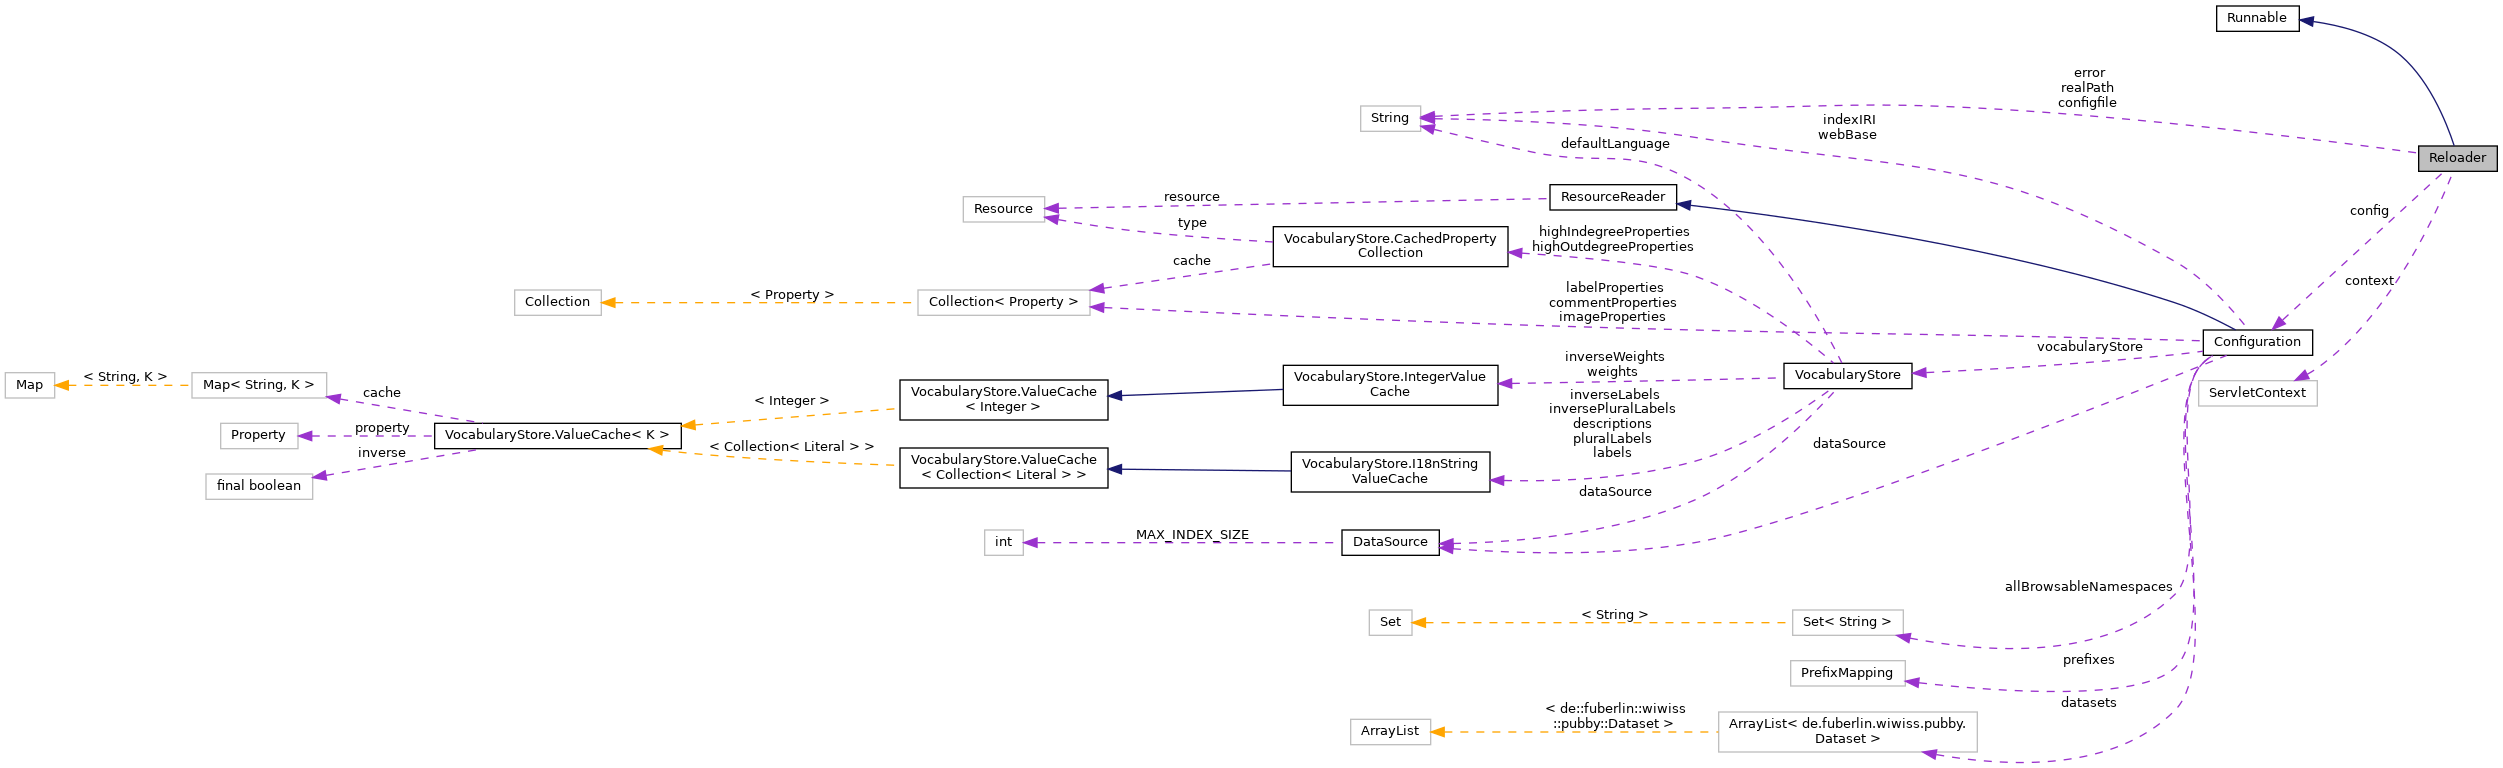 Runnable
error
realPath
configfile
String
indexIRI
webBase
defaultLanguage
Reloader
resource
ResourceReader
Resource
type
config
highIndegreeProperties
highOutdegreeProperties
VocabularyStore.CachedProperty
Collection
cache
context
labelProperties
commentProperties
imageProperties
< Property >
Collection
Collection< Property >
Configuration
vocabularyStore
inverseWeights
weights
VocabularyStore
VocabularyStore.IntegerValue
Cache
Map
< String, K >
Map< String, K >
cache
ServletContext
VocabularyStore.ValueCache
< Integer >
< Integer >
inverseLabels
inversePluralLabels
descriptions
pluralLabels
labels
Property
property
VocabularyStore.ValueCache< K >
< Collection< Literal > >
inverse
dataSource
VocabularyStore.ValueCache
< Collection< Literal > >
VocabularyStore.I18nString
ValueCache
final boolean
dataSource
int
MAX_INDEX_SIZE
DataSource
allBrowsableNamespaces
Set
< String >
Set< String >
prefixes
PrefixMapping
datasets
< de::fuberlin::wiwiss
::pubby::Dataset >
ArrayList
ArrayList< de.fuberlin.wiwiss.pubby.
Dataset >